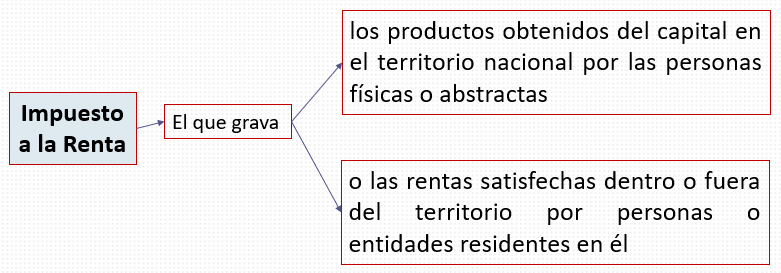 Impuesto
a la Renta
El que grava
los productos obtenidos del capital en
el territorio nacional por las personas
físicas o abstractas
o las rentas satisfechas dentro o fuera
del territorio por personas o
entidades residentes en él